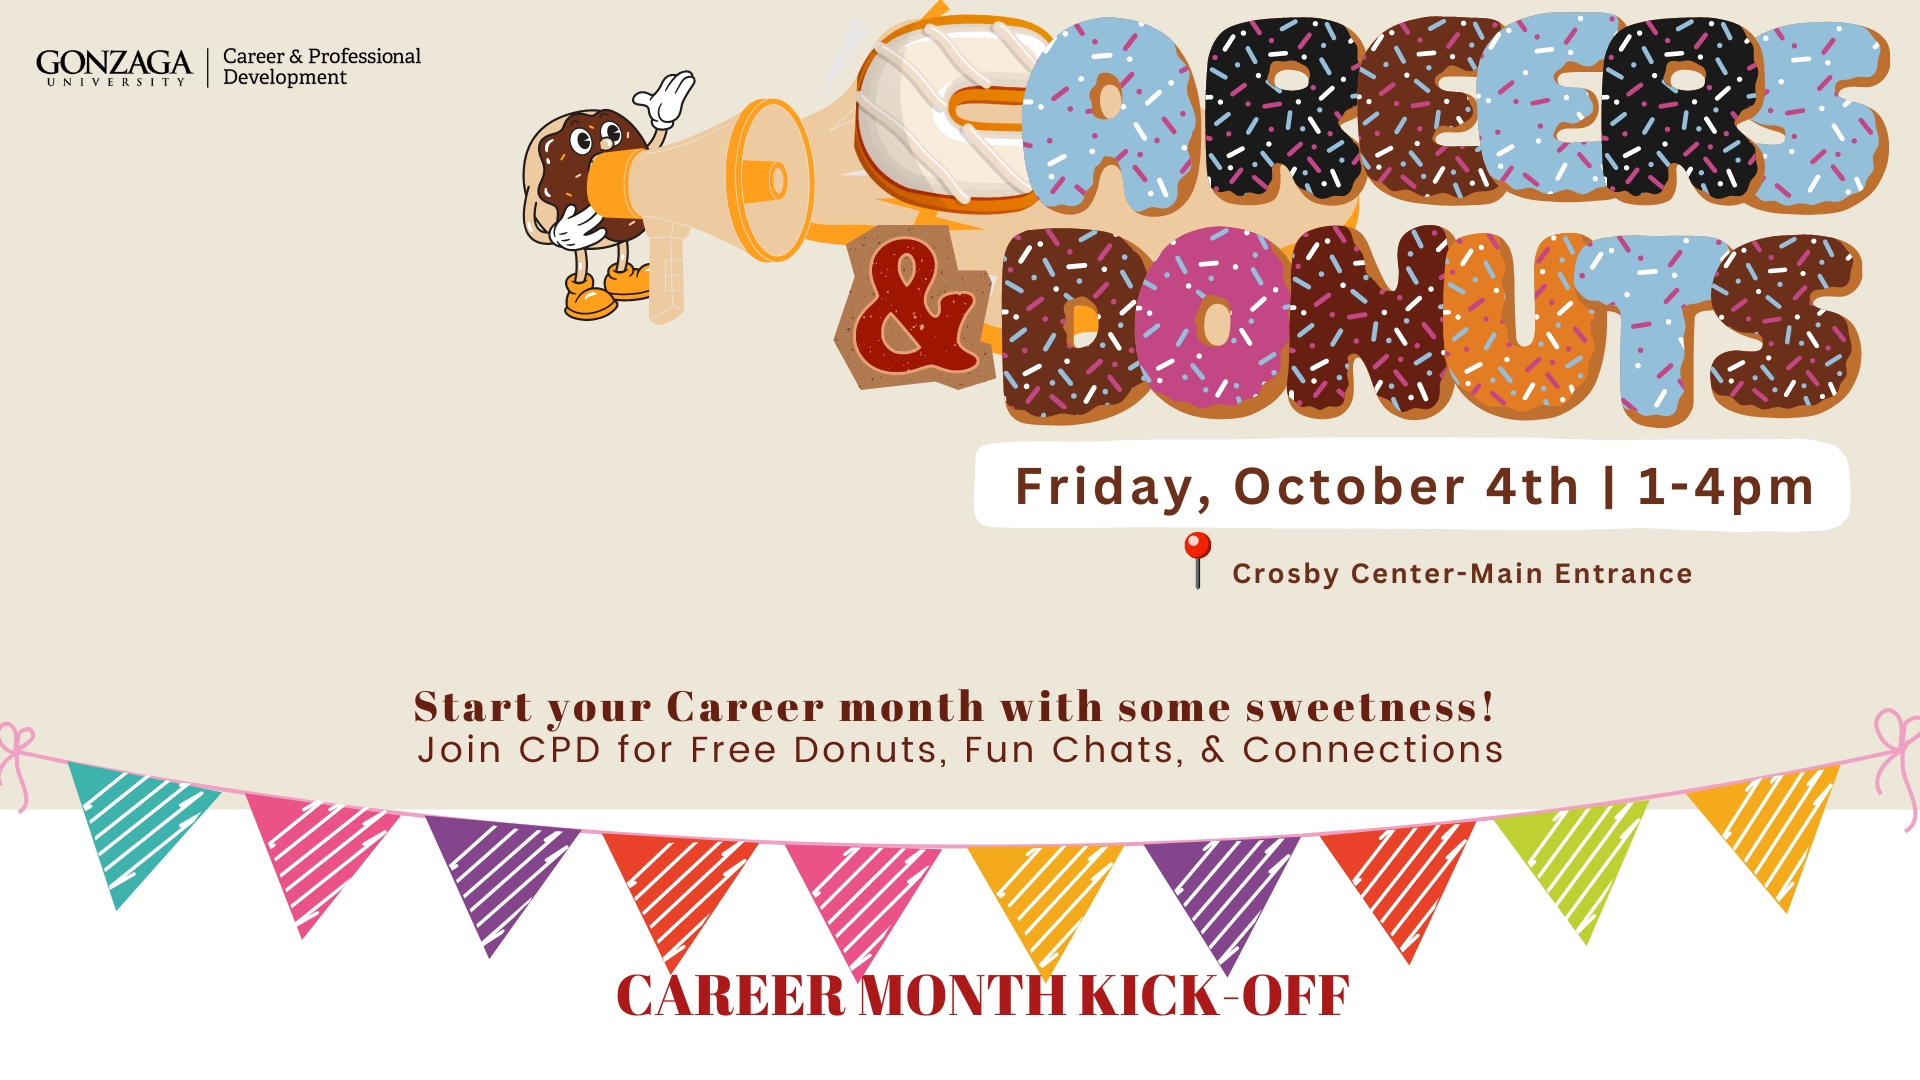 GONZAGA
UNIVERSITY
Career & Professional
Development
CAREERS
& DONUTS
Friday, October 4th | 1-4pm
Crosby Center-Main Entrance
Start your Career month with some sweetness!
Join CPD for Free Donuts, Fun Chats, & Connections
CAREER MONTH KICK-OFF